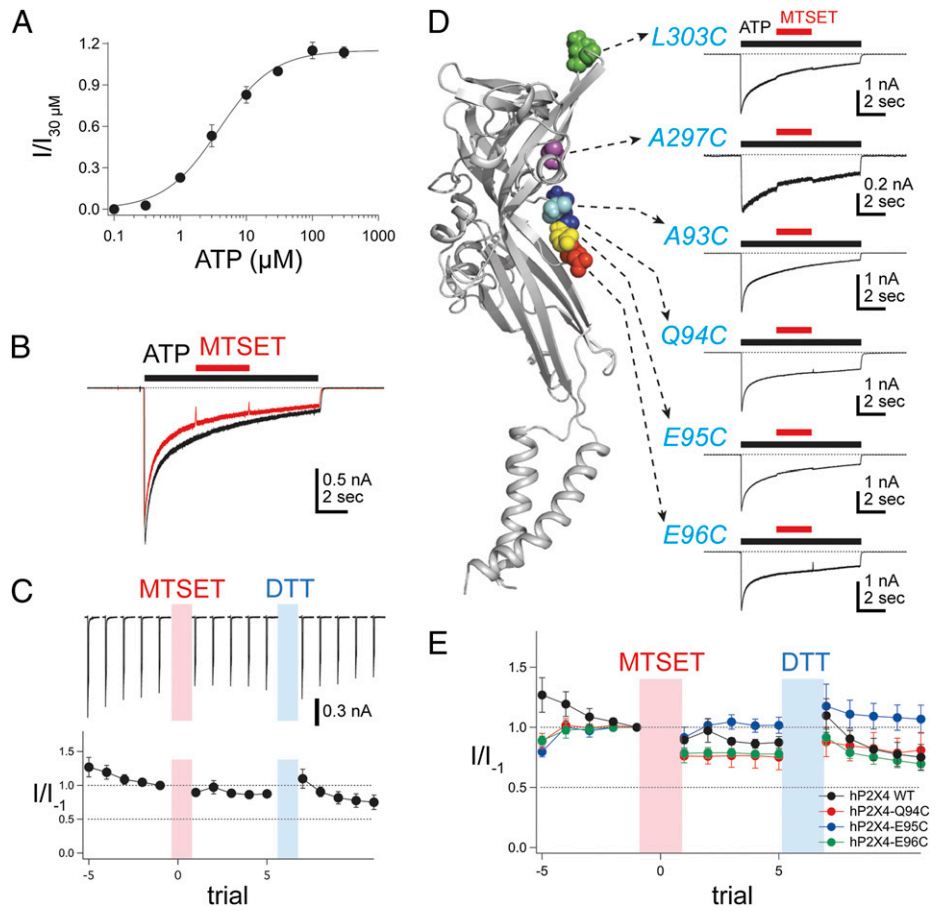 A
I/I30 µM
1.2
0.9
0.6
0.3
0.0
0.1
1
10
100
1000
ATP (µM)
B
ATP
MTSET
0.5 nA
2 sec
C
MTSET
DTT
0.3 nA
I/I-1
1.5
1.0
0.5
0.0
-5
0
5
trial
D
L303C
A297C
A93C
Q94C
E95C
E96C
ATP
MTSET
1 nA
2 sec
0.2 nA
2 sec
1 nA
2 sec
1 nA
2 sec
1 nA
2 sec
1 nA
2 sec
E
MTSET
DTT
I/I-1
1.5
1.0
0.5
0.0
hP2X4 WT
hP2X4-Q94C
hP2X4-E95C
hP2X4-E96C
-5
0
5
trial